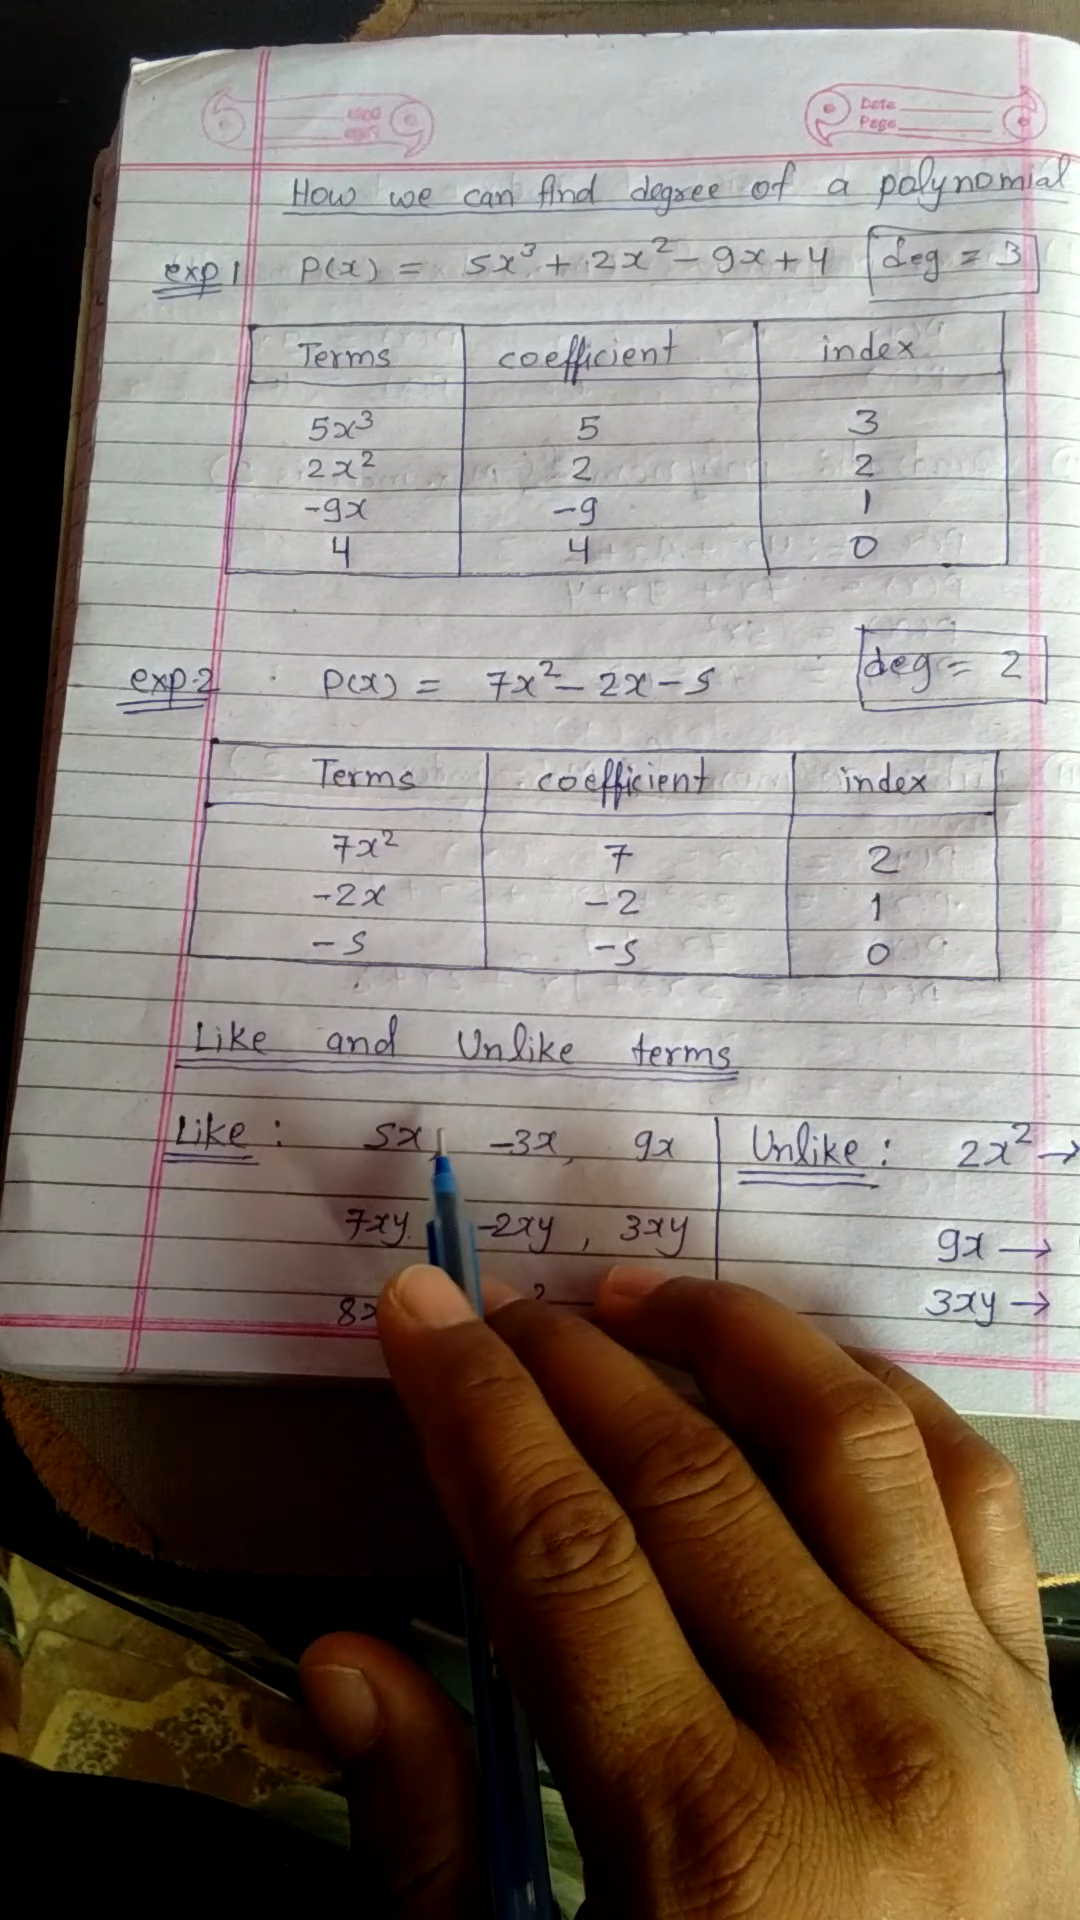 Date
Page
How we can find degree of a polynomial
exp 1 P(x) = 5x³ + 2x² - 9x + 4 deg = 3
Terms coefficient index
5x³ 5 3
2x² 2 2
-9x -9 1
4 4 0
exp-2 P(x) = 7x² - 2x - 5 deg = 2
Terms coefficient index
7x² 7 2
-2x -2 1
-5 -5 0
Like and Unlike terms
Like : 5x, -3x, 9x Unlike : 2x² →
7xy -2xy , 3xy 9x →
3xy →